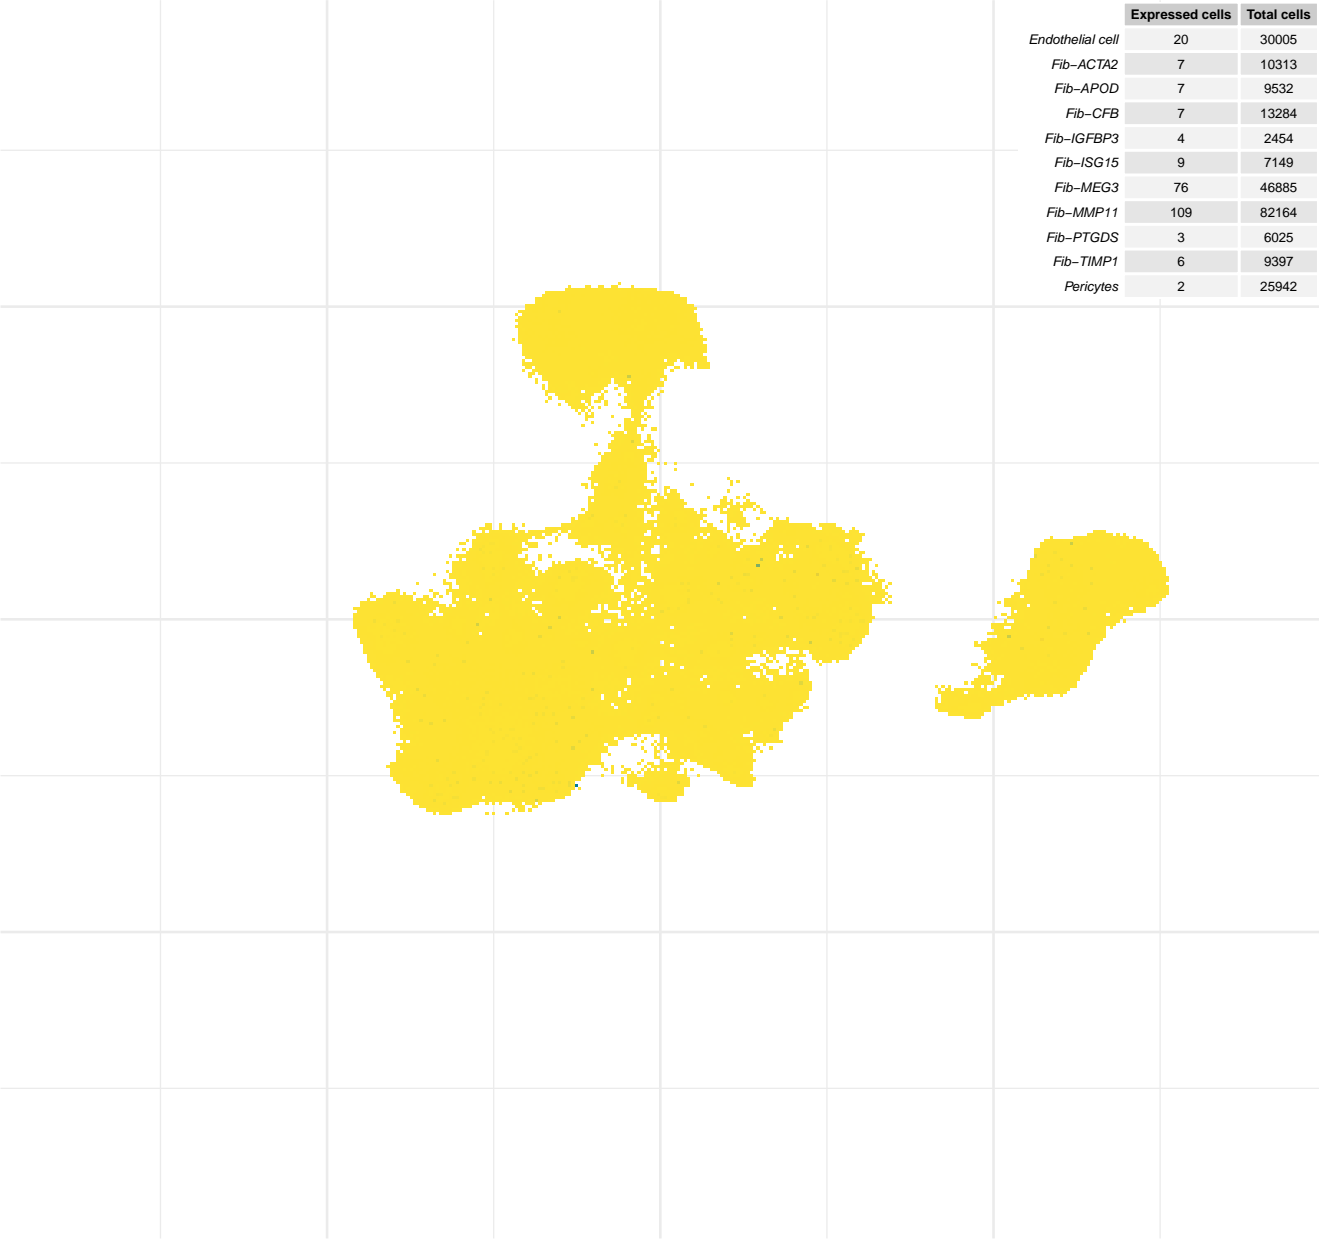 Expressed cells Total cells
Endothelial cell 20 30005
Fib−ACTA2 7 10313
Fib−APOD 7 9532
Fib−CFB 7 13284
Fib−IGFBP3 4 2454
Fib−ISG15 9 7149
Fib−MEG3 76 46885
Fib−MMP11 109 82164
Fib−PTGDS 3 6025
Fib−TIMP1 6 9397
Pericytes 2 25942